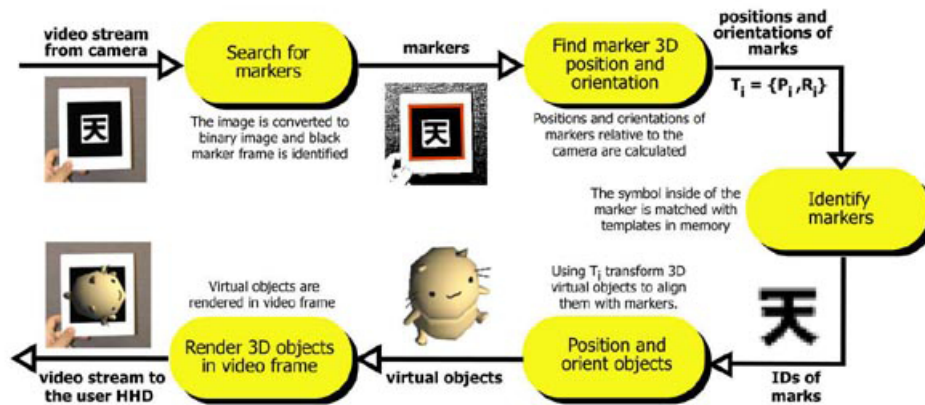 video stream
from camera
天
Search for
markers
The image is converted to
binary image and black
marker frame is identified
markers
天
Find marker 3D
position and
orientation
Positions and orientations of
markers relative to the
camera are calculated
positions and
orientations of
marks
Tᵢ = {Pᵢ,Rᵢ}
The symbol inside of the
marker is matched with
templates in memory
Identify
markers
天
IDs of
marks
Using Tᵢ transform 3D
virtual objects to align
them with markers.
Position and
orient objects
virtual objects
Virtual objects are
rendered in video frame
Render 3D objects
in video frame
video stream to
the user HHD